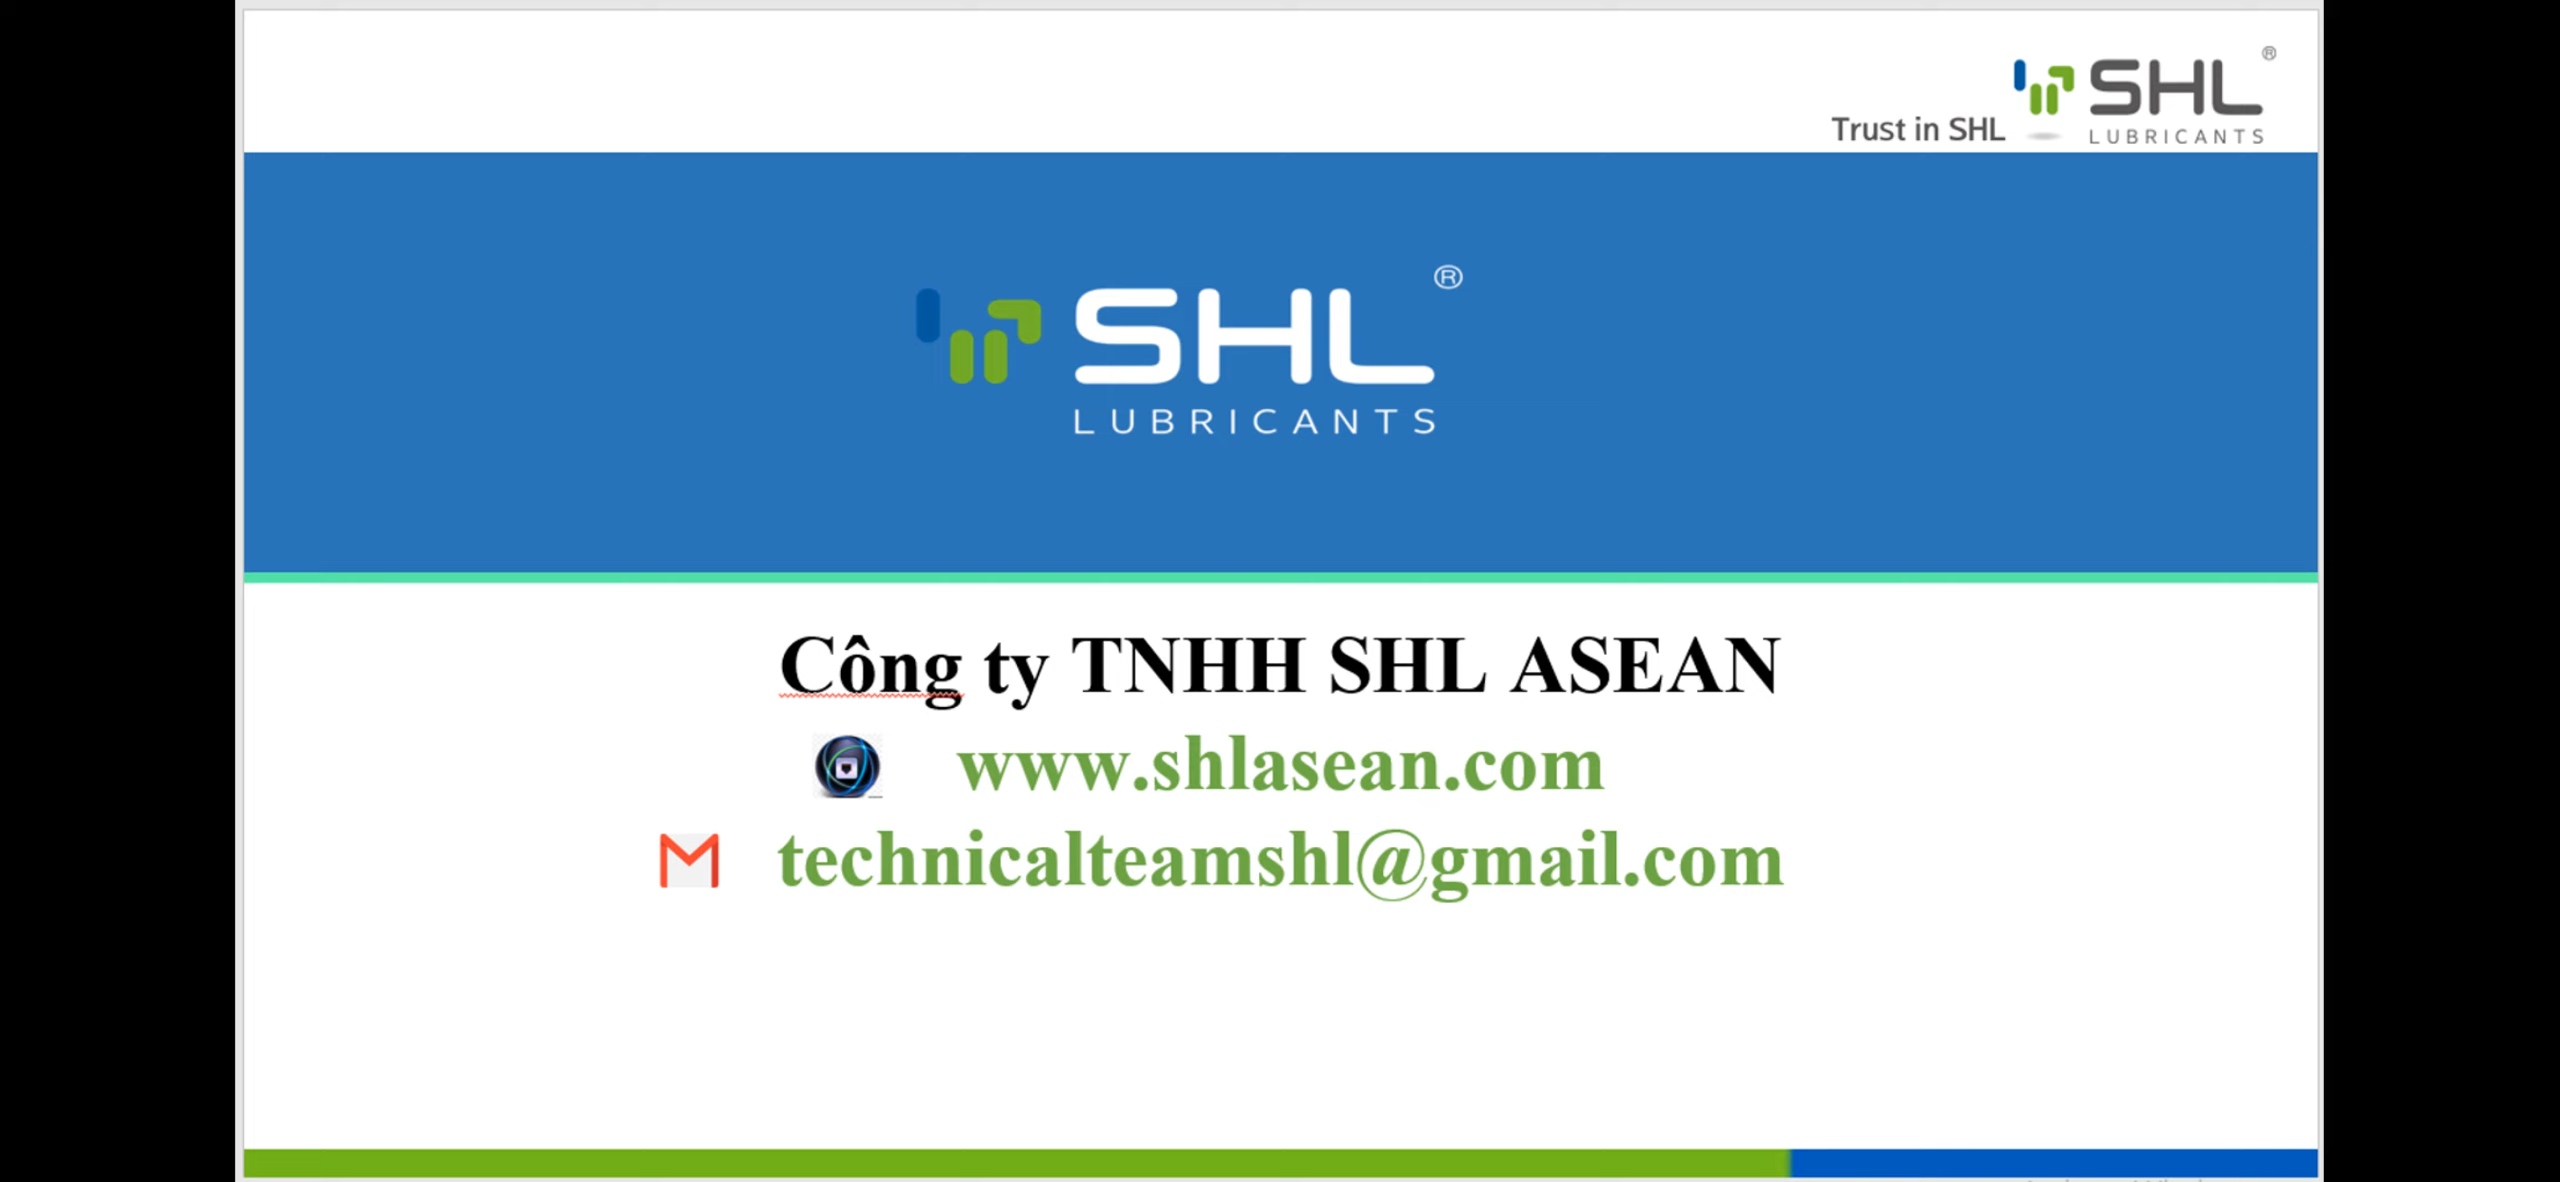 Trust in SHL
SHL®
LUBRICANTS
SHL®
LUBRICANTS
Công ty TNHH SHL ASEAN
www.shlasean.com
technicalteamshl@gmail.com